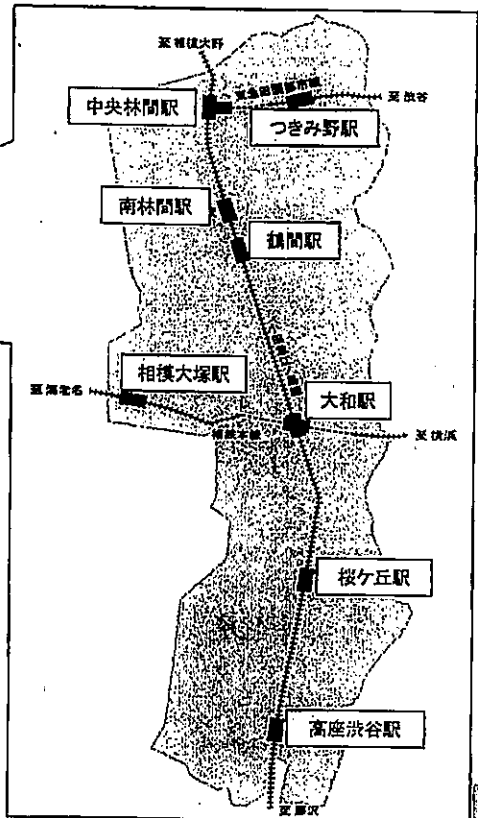 至 相模大野
中央林間駅
至 渋谷
つきみ野駅
南林間駅
鶴間駅
相模大塚駅
至 海老名
大和駅
相鉄本線
至 横浜
桜ケ丘駅
高座渋谷駅
至 藤沢